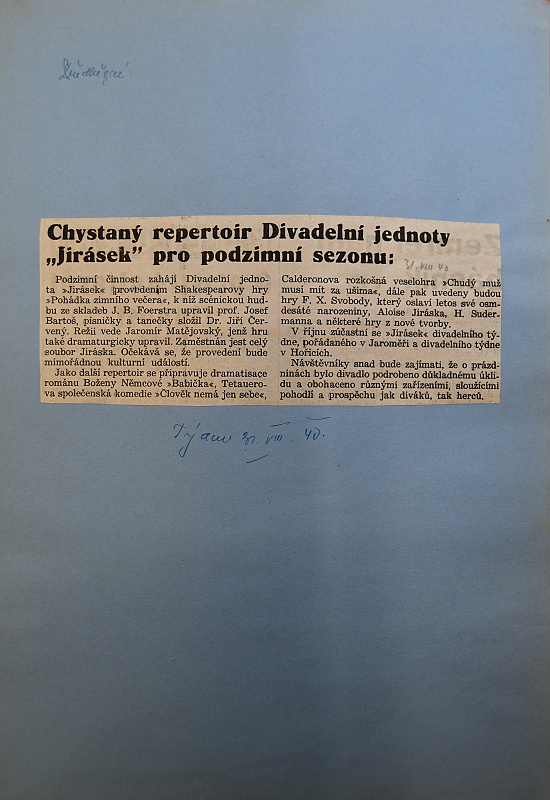 Chystaný repertoir Divadelní jednoty
„Jirásek” pro podzimní sezonu:
31. VIII. 40
Podzimní činnost zahájí Divadelní jedno-
ta »Jirásek« provedením Shakespearovy hry
»Pohádka zimního večera«, k níž scénickou hud-
bu ze skladeb J. B. Foerstra upravil prof. Josef
Bartoš, písničky a tanečky složil Dr. Jiří Čer-
vený. Režii vede Jaromír Matějovský, jenž hru
také dramaturgicky upravil. Zaměstnán jest celý
soubor Jiráska. Očekává se, že provedení bude
mimořádnou kulturní událostí.
Jako další repertoir se připravuje dramatisace
románu Boženy Němcové »Babička«, Tetauero-
va společenská komedie »Člověk nemá jen sebe«,
Calderonova rozkošná veselohra »Chudý muž
musí mít za ušima«, dále pak uvedeny budou
hry F. X. Svobody, který oslaví letos své osm-
desáté narozeniny, Aloise Jiráska, H. Suder-
manna a některé hry z nové tvorby.
V říjnu zúčastní se »Jirásek« divadelního tý-
dne, pořádaného v Jaroměři a divadelního týdne
v Hořicích.
Návštěvníky snad bude zajímati, že o prázd-
ninách bylo divadlo podrobeno důkladnému úkli-
du a obohaceno různými zařízeními, sloužícími
pohodlí a prospěchu jak diváků, tak herců.
31. VIII. 40.